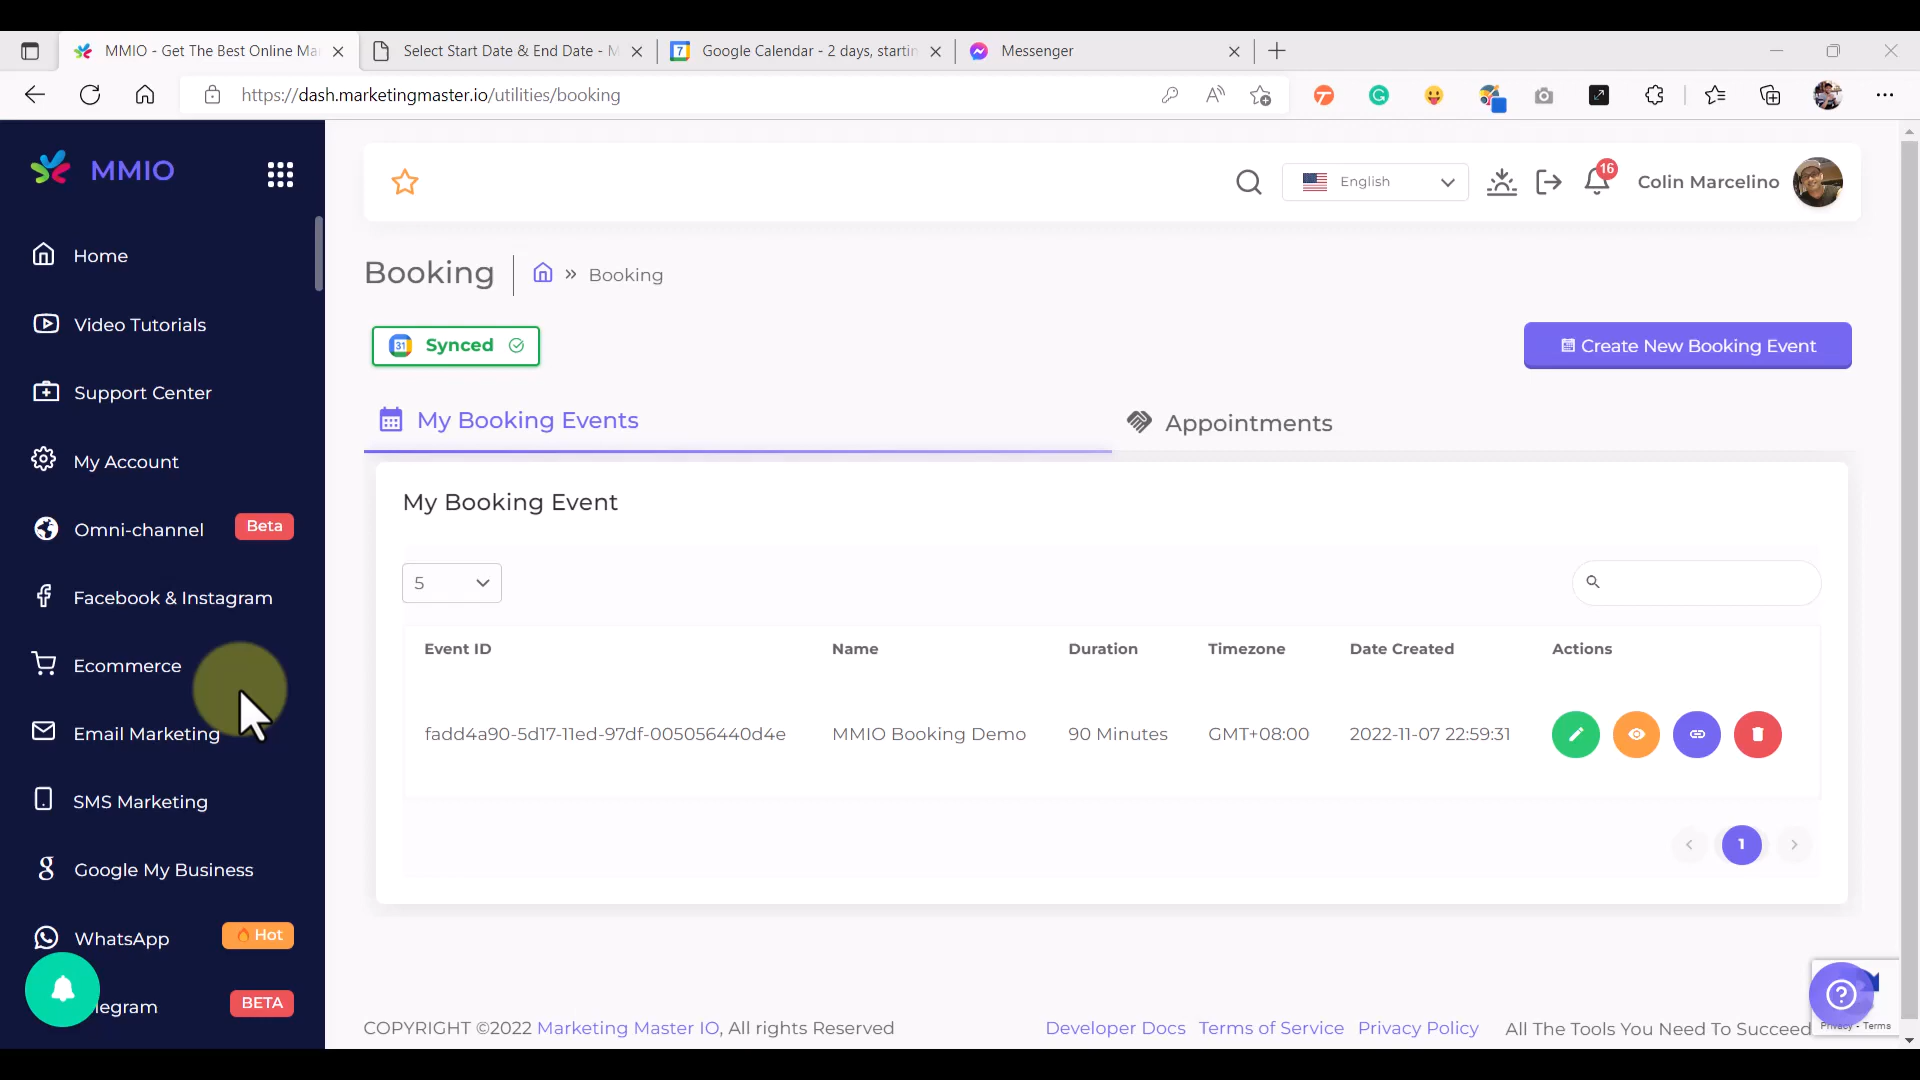 MMIO - Get The Best Online Ma
Select Start Date & End Date - M
Google Calendar - 2 days, startin
Messenger
https://dash.marketingmaster.io/utilities/booking
MMIO
Home
Video Tutorials
Support Center
My Account
Omni-channel
Beta
Facebook & Instagram
Ecommerce
Email Marketing
SMS Marketing
Google My Business
WhatsApp
Hot
legram
BETA
English
16
Colin Marcelino
Booking
» Booking
31
Synced
Create New Booking Event
My Booking Events
Appointments
My Booking Event
5
Event ID Name Duration Timezone Date Created Actions
fadd4a90-5d17-11ed-97df-005056440d4e MMIO Booking Demo 90 Minutes GMT+08:00 2022-11-07 22:59:31
1
COPYRIGHT ©2022 Marketing Master IO, All rights Reserved
Developer Docs Terms of Service Privacy Policy All The Tools You Need To Succeed
Privacy - Terms